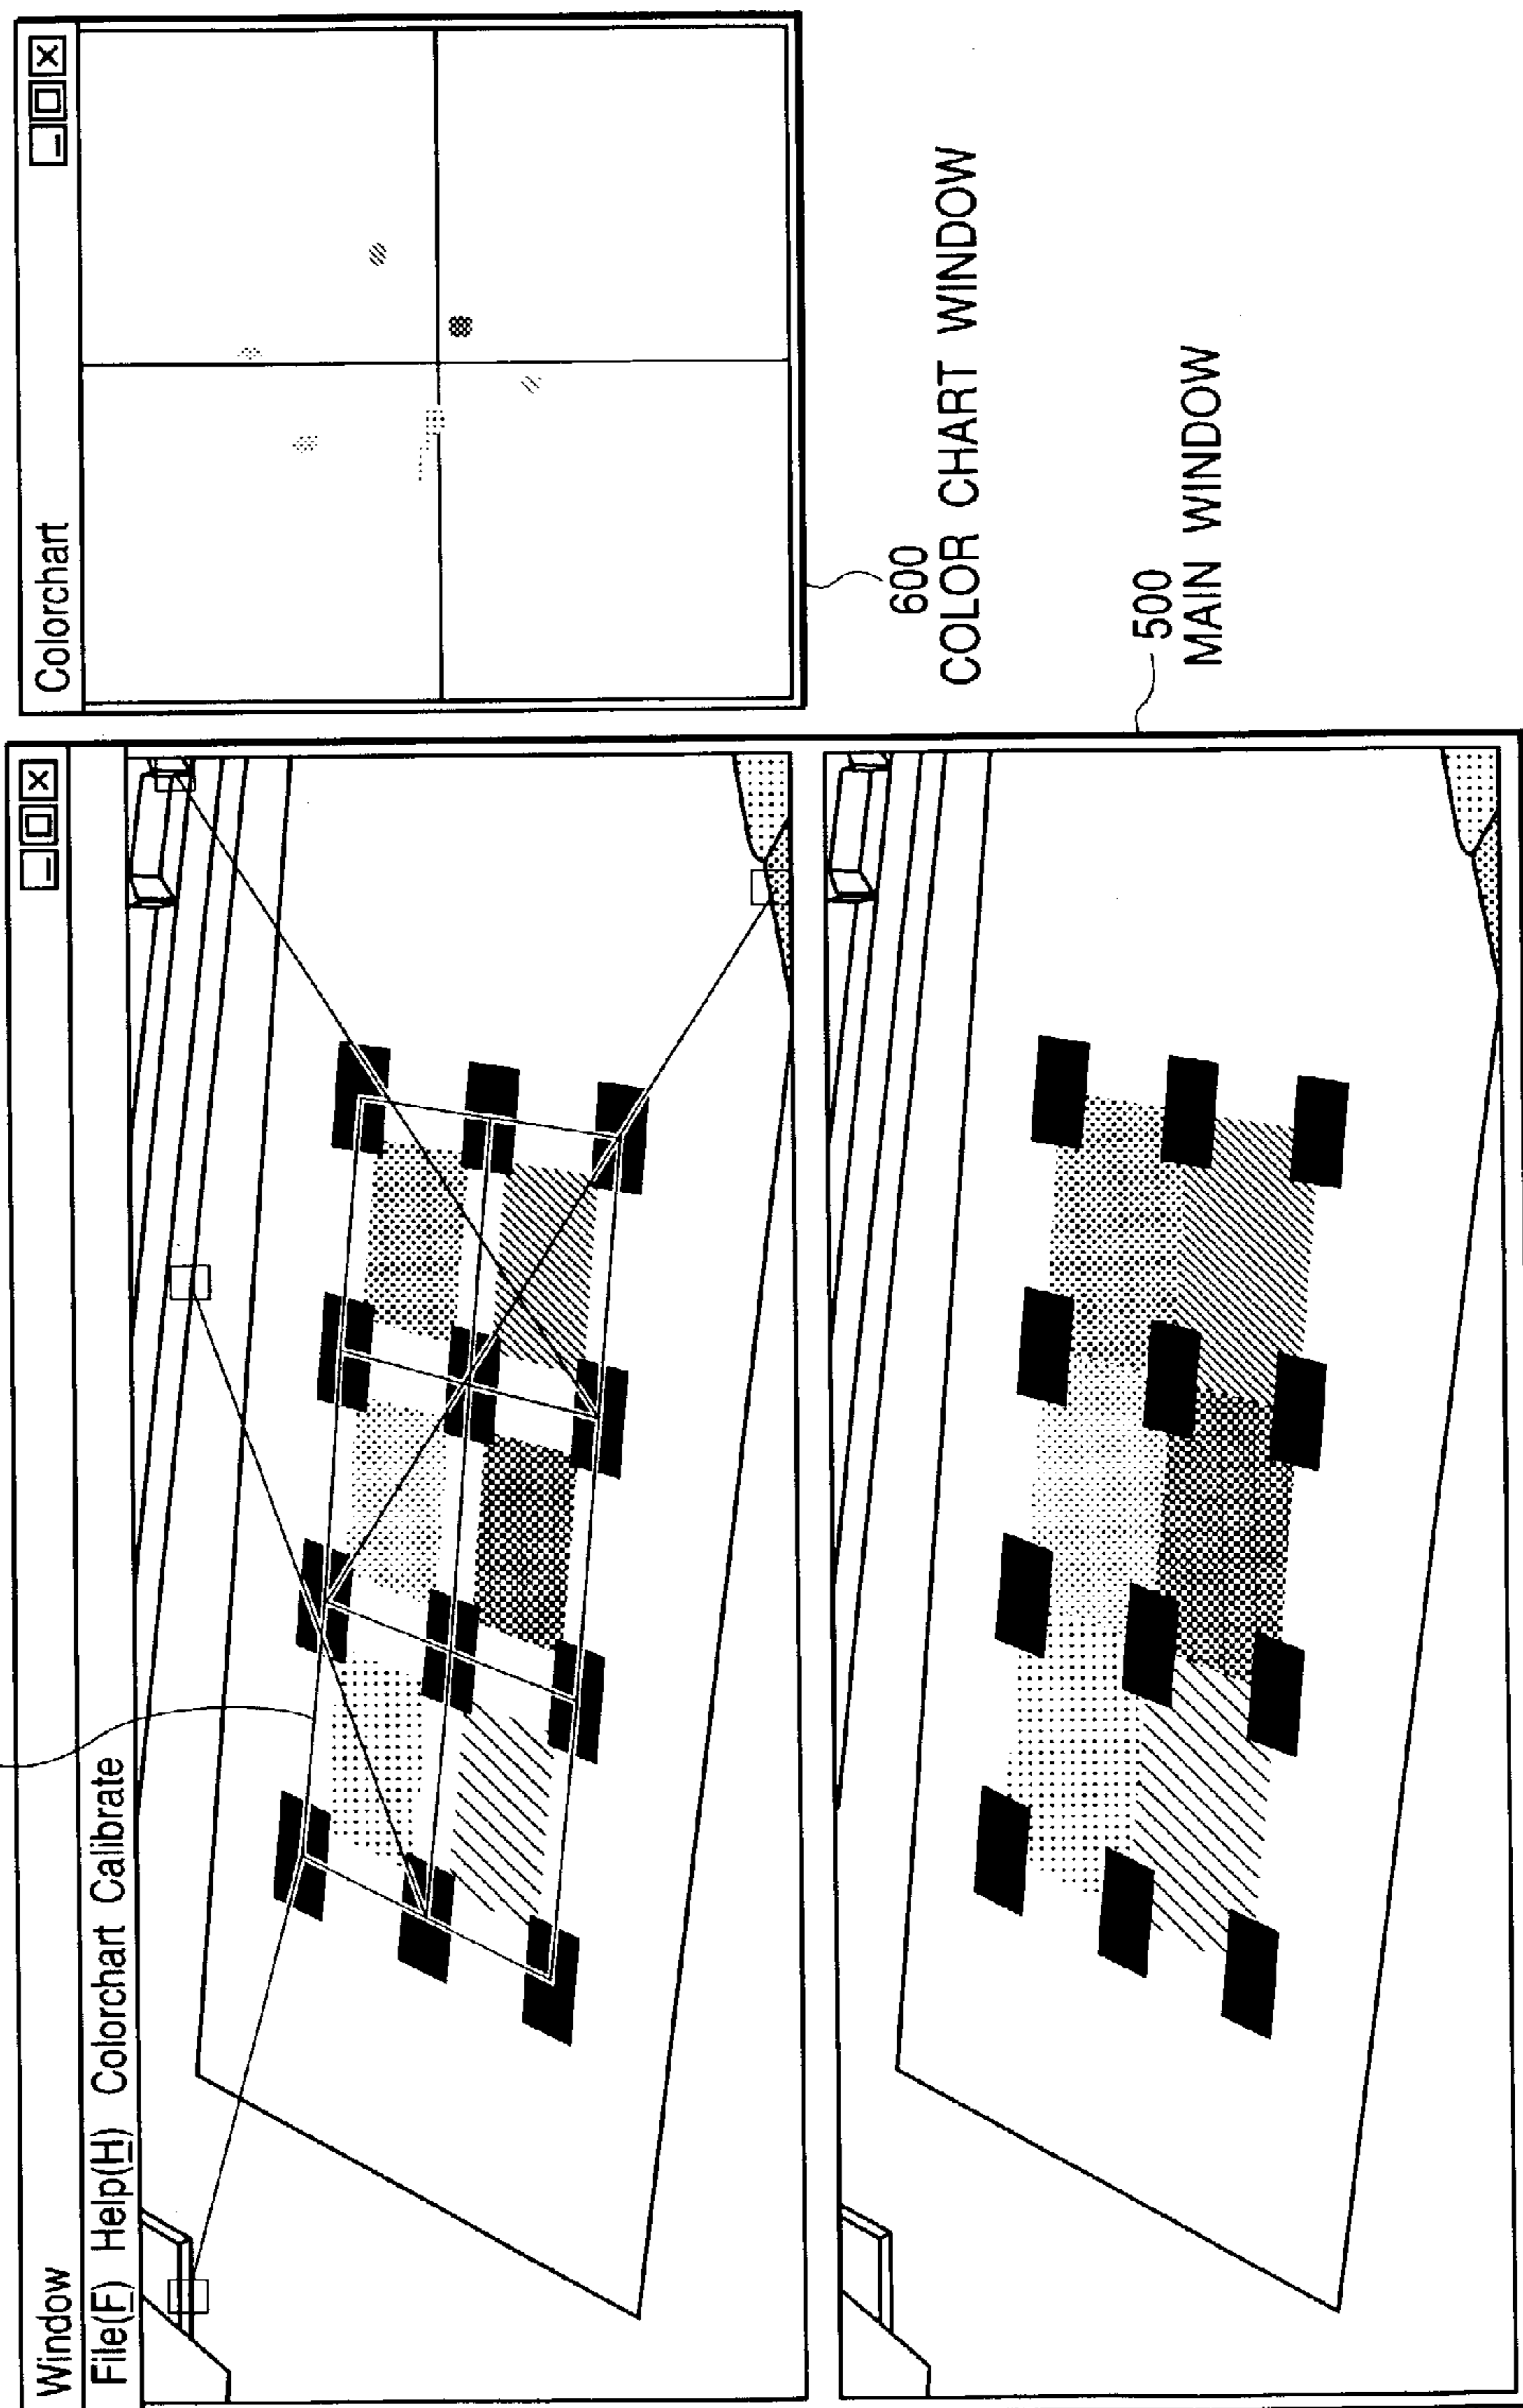 Window
File(F) Help(H) Colorchart Calibrate
Colorchart
600
COLOR CHART WINDOW
500
MAIN WINDOW